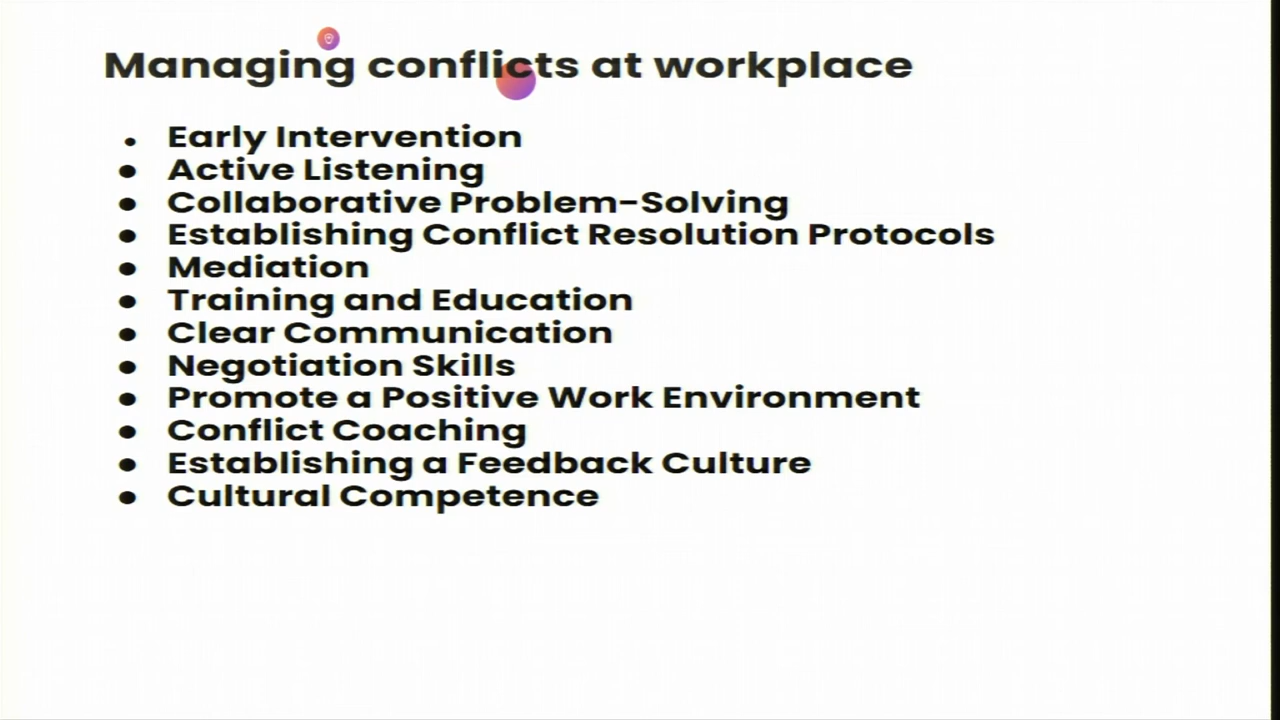 Managing conflicts at workplace
• Early Intervention
• Active Listening
• Collaborative Problem-Solving
• Establishing Conflict Resolution Protocols
• Mediation
• Training and Education
• Clear Communication
• Negotiation Skills
• Promote a Positive Work Environment
• Conflict Coaching
• Establishing a Feedback Culture
• Cultural Competence